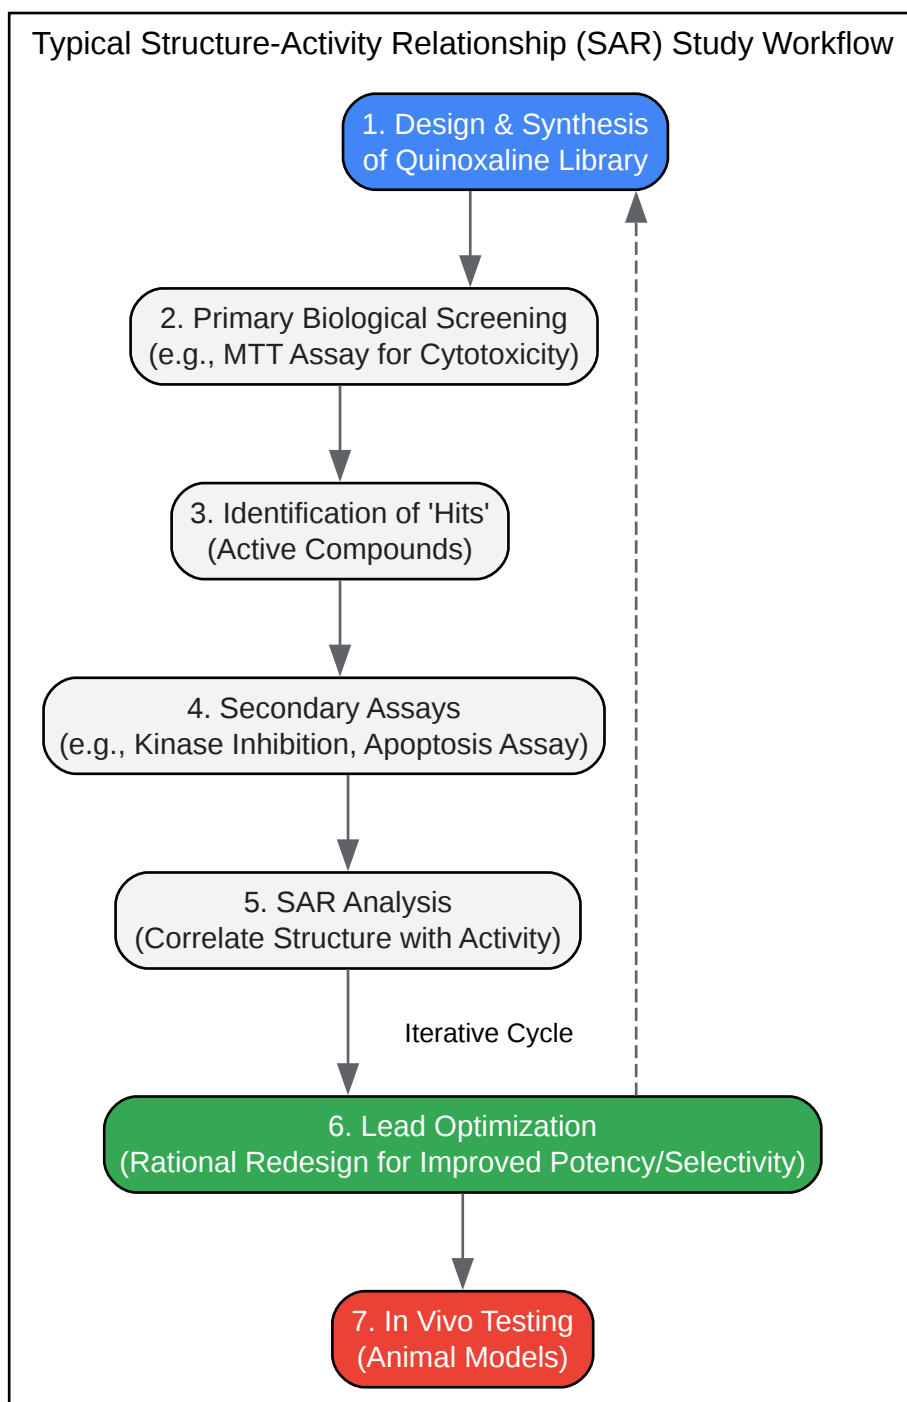 Typical Structure-Activity Relationship (SAR) Study Workflow
1. Design & Synthesis
of Quinoxaline Library
2. Primary Biological Screening
(e.g., MTT Assay for Cytotoxicity)
3. Identification of 'Hits'
(Active Compounds)
4. Secondary Assays
(e.g., Kinase Inhibition, Apoptosis Assay)
5. SAR Analysis
(Correlate Structure with Activity)
Iterative Cycle
6. Lead Optimization
(Rational Redesign for Improved Potency/Selectivity)
7. In Vivo Testing
(Animal Models)